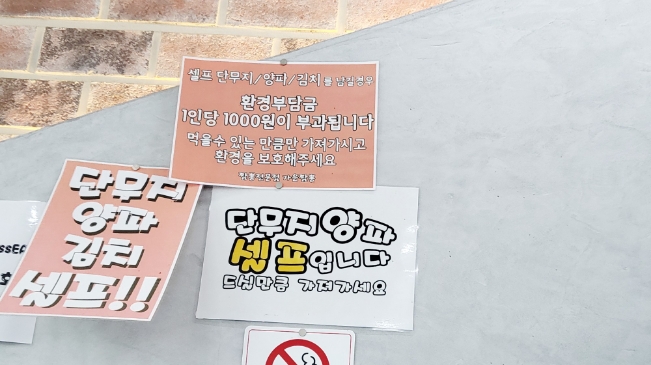 셀프 단무지/양파/김치 를 남길경우
환경부담금
1인당 1000원이 부과됩니다
먹을수 있는 만큼만 가져가시고
환경을 보호해주세요
단무지
양파
김치
셀프!!
단무지양파
셀프입니다
드실만큼 가져가세요